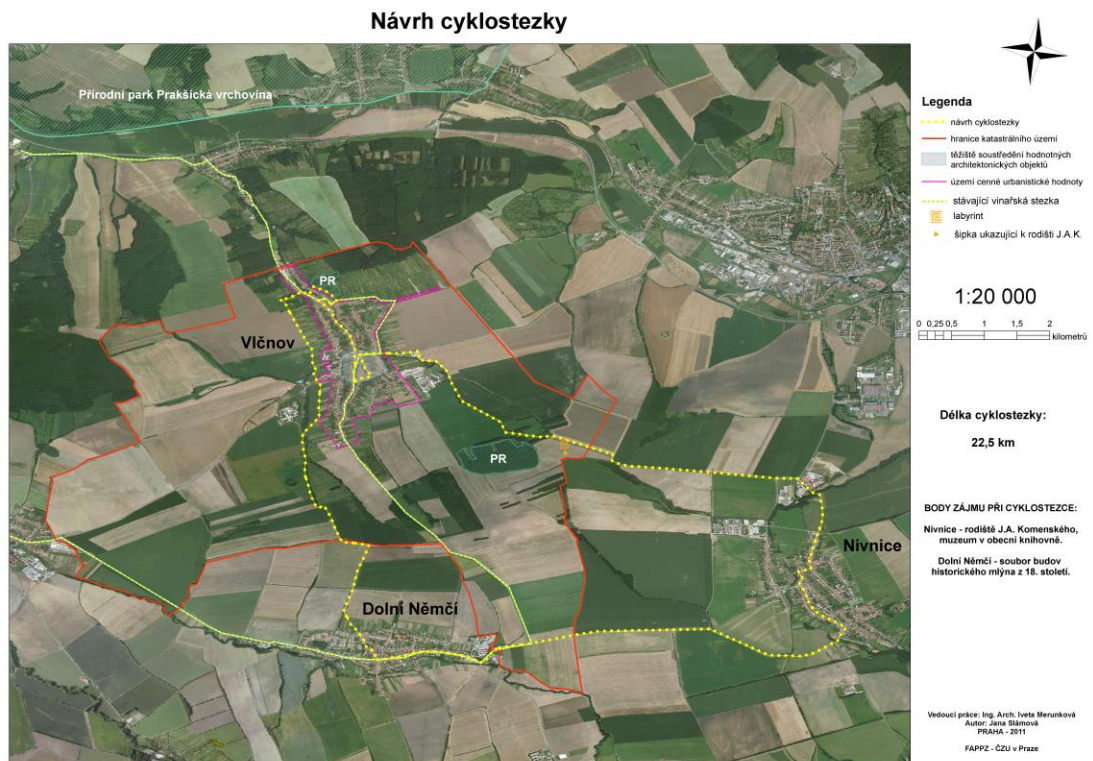 Návrh cyklostezky
Přírodní park Prakšická vrchovina
PR
Vlčnov
PR
Nivnice
Dolní Němčí
Legenda
návrh cyklostezky
hranice katastrálního území
těžiště soustředění hodnotných
architektonických objektů
území cenné urbanistické hodnoty
stávající vinařská stezka
labyrint
šipka ukazující k rodišti J.A.K.
1:20 000
0 0,25 0,5 1 1,5 2
kilometrů
Délka cyklostezky:
22,5 km
BODY ZÁJMU PŘI CYKLOSTEZCE:
Nivnice - rodiště J.A. Komenského,
muzeum v obecní knihovně.
Dolní Němčí - soubor budov
historického mlýna z 18. století.
Vedoucí práce: Ing. Arch. Iveta Merunková
Autor: Jana Slámová
PRAHA - 2011
FAPPZ - ČZU v Praze